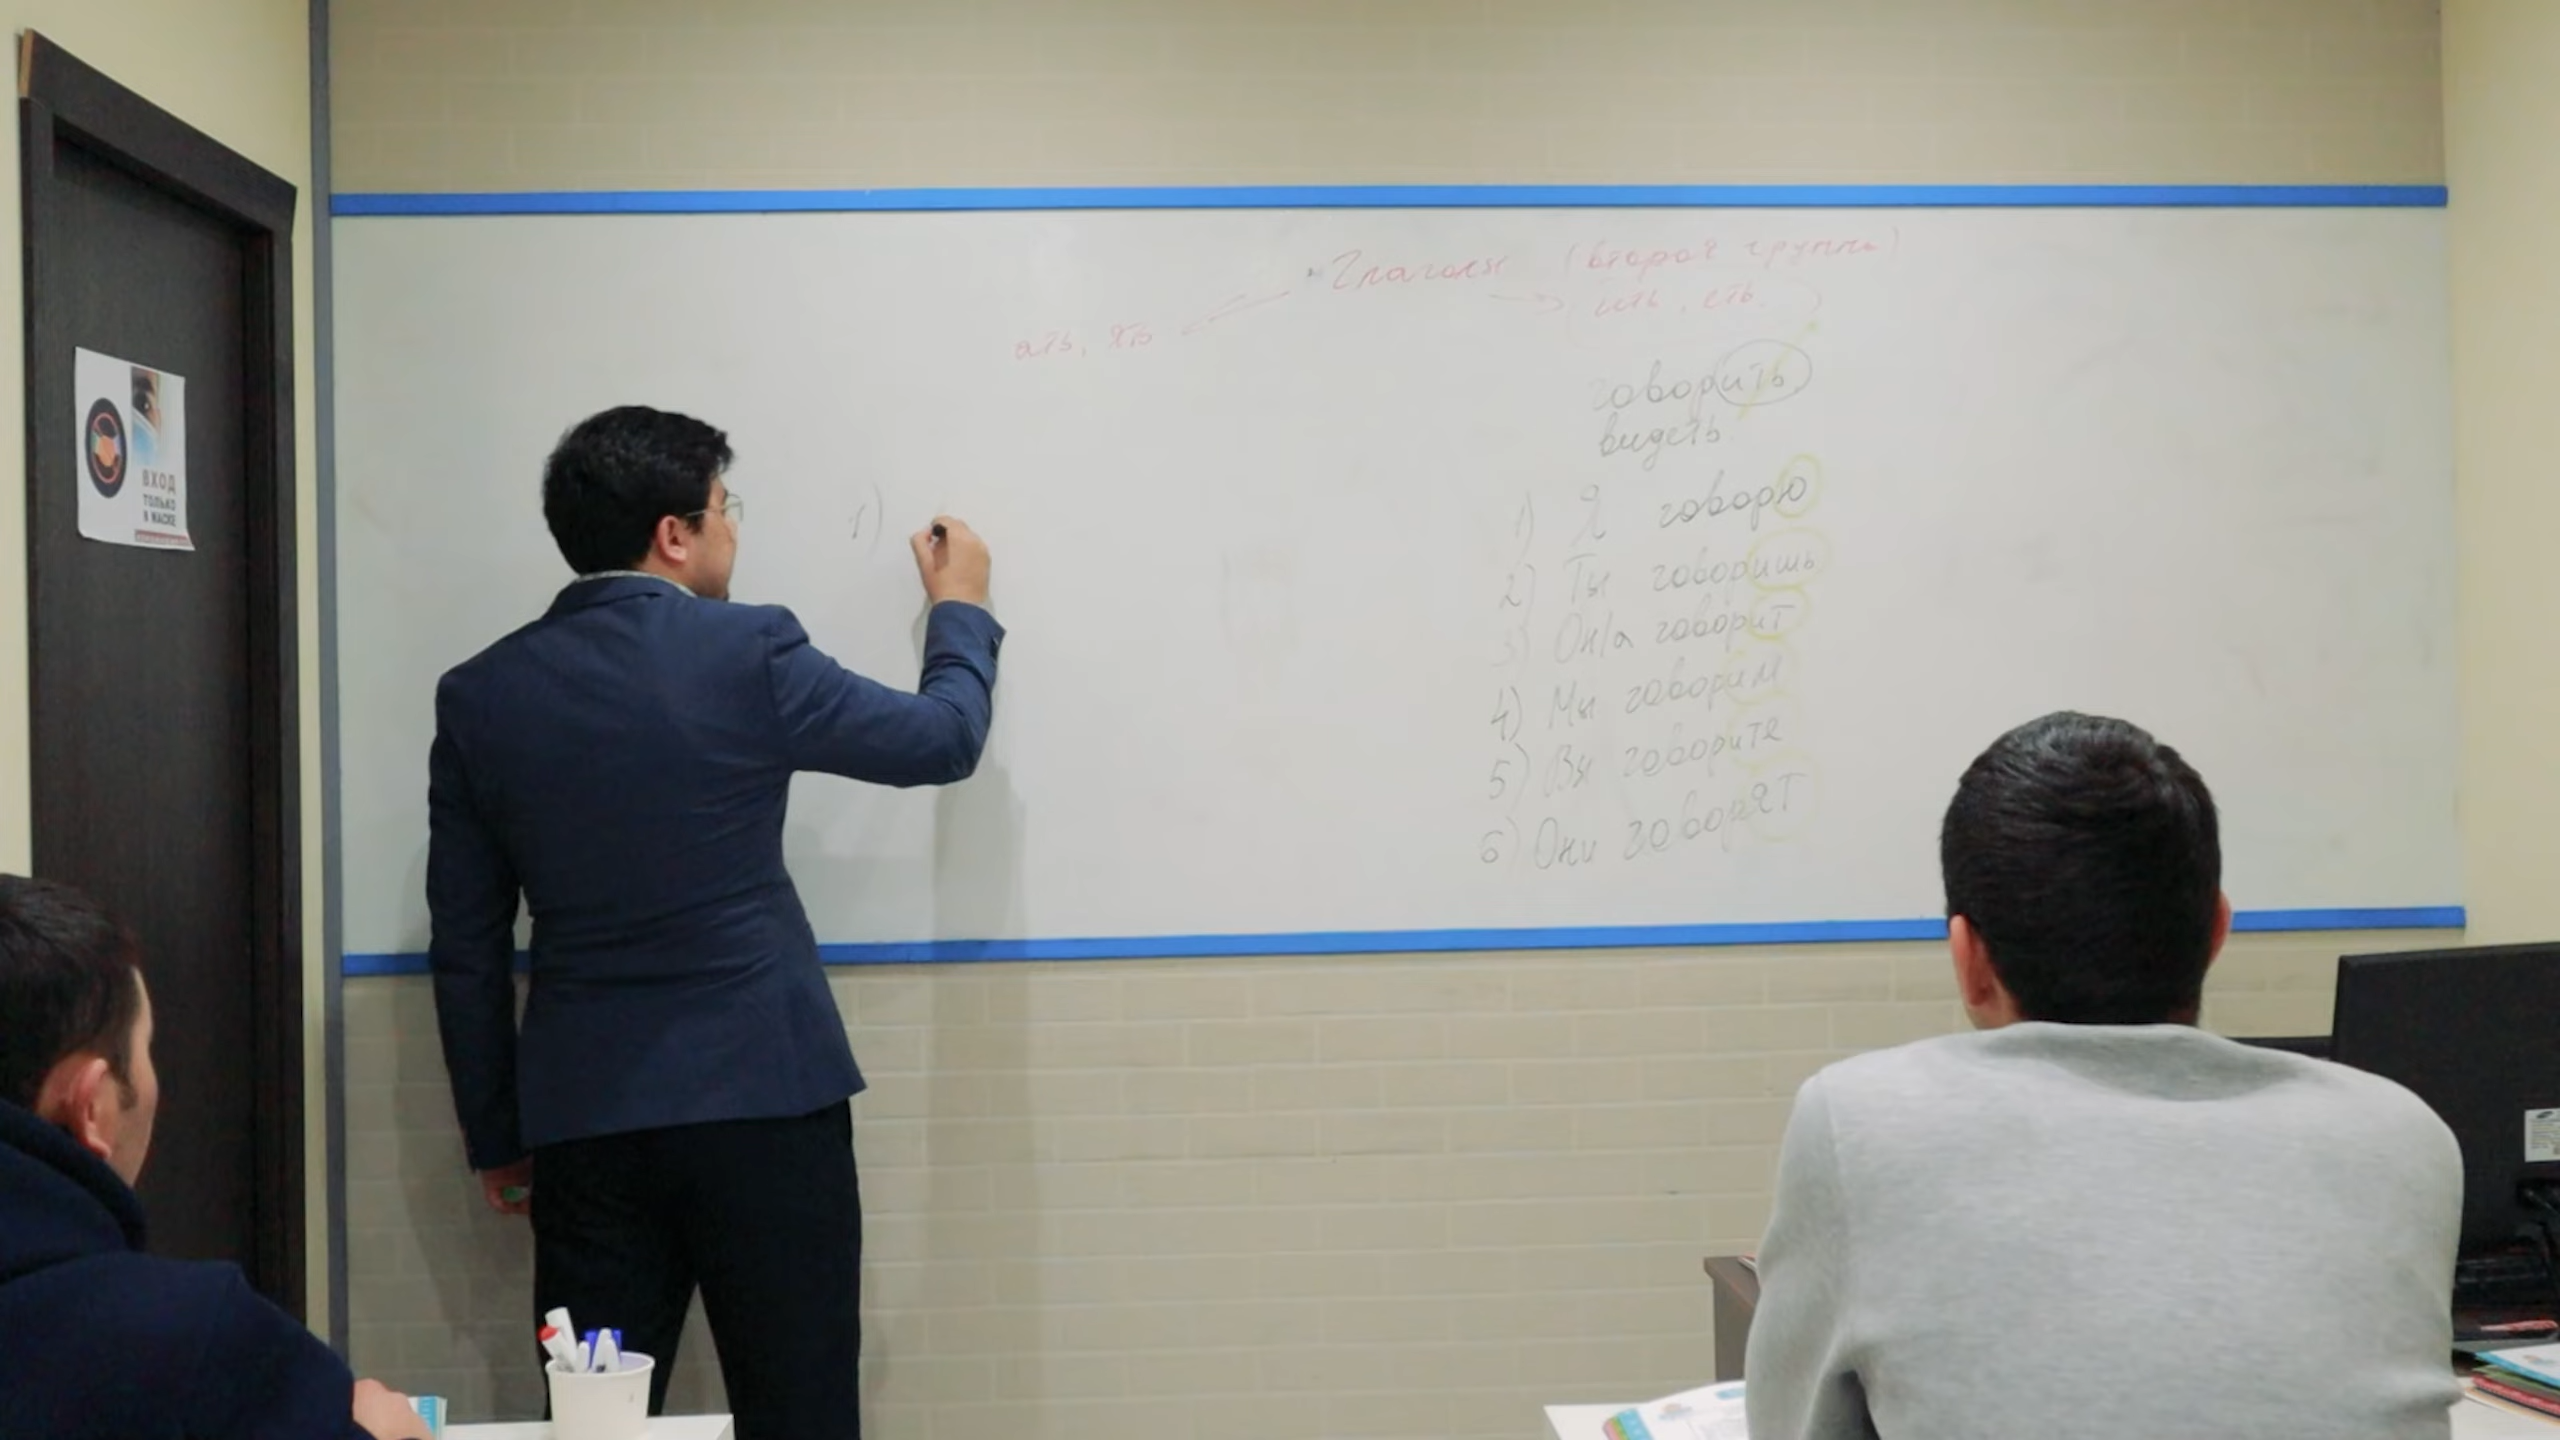 ВХОД
ТОЛЬКО
В МАСКЕ
Глаголы (вторая группа)
ать, ять
ить, еть
говорить
видеть
1)
1) Я говорю
2) Ты говоришь
3) Он/а говорит
4) Мы говорим
5) Вы говорите
6) Они говорят